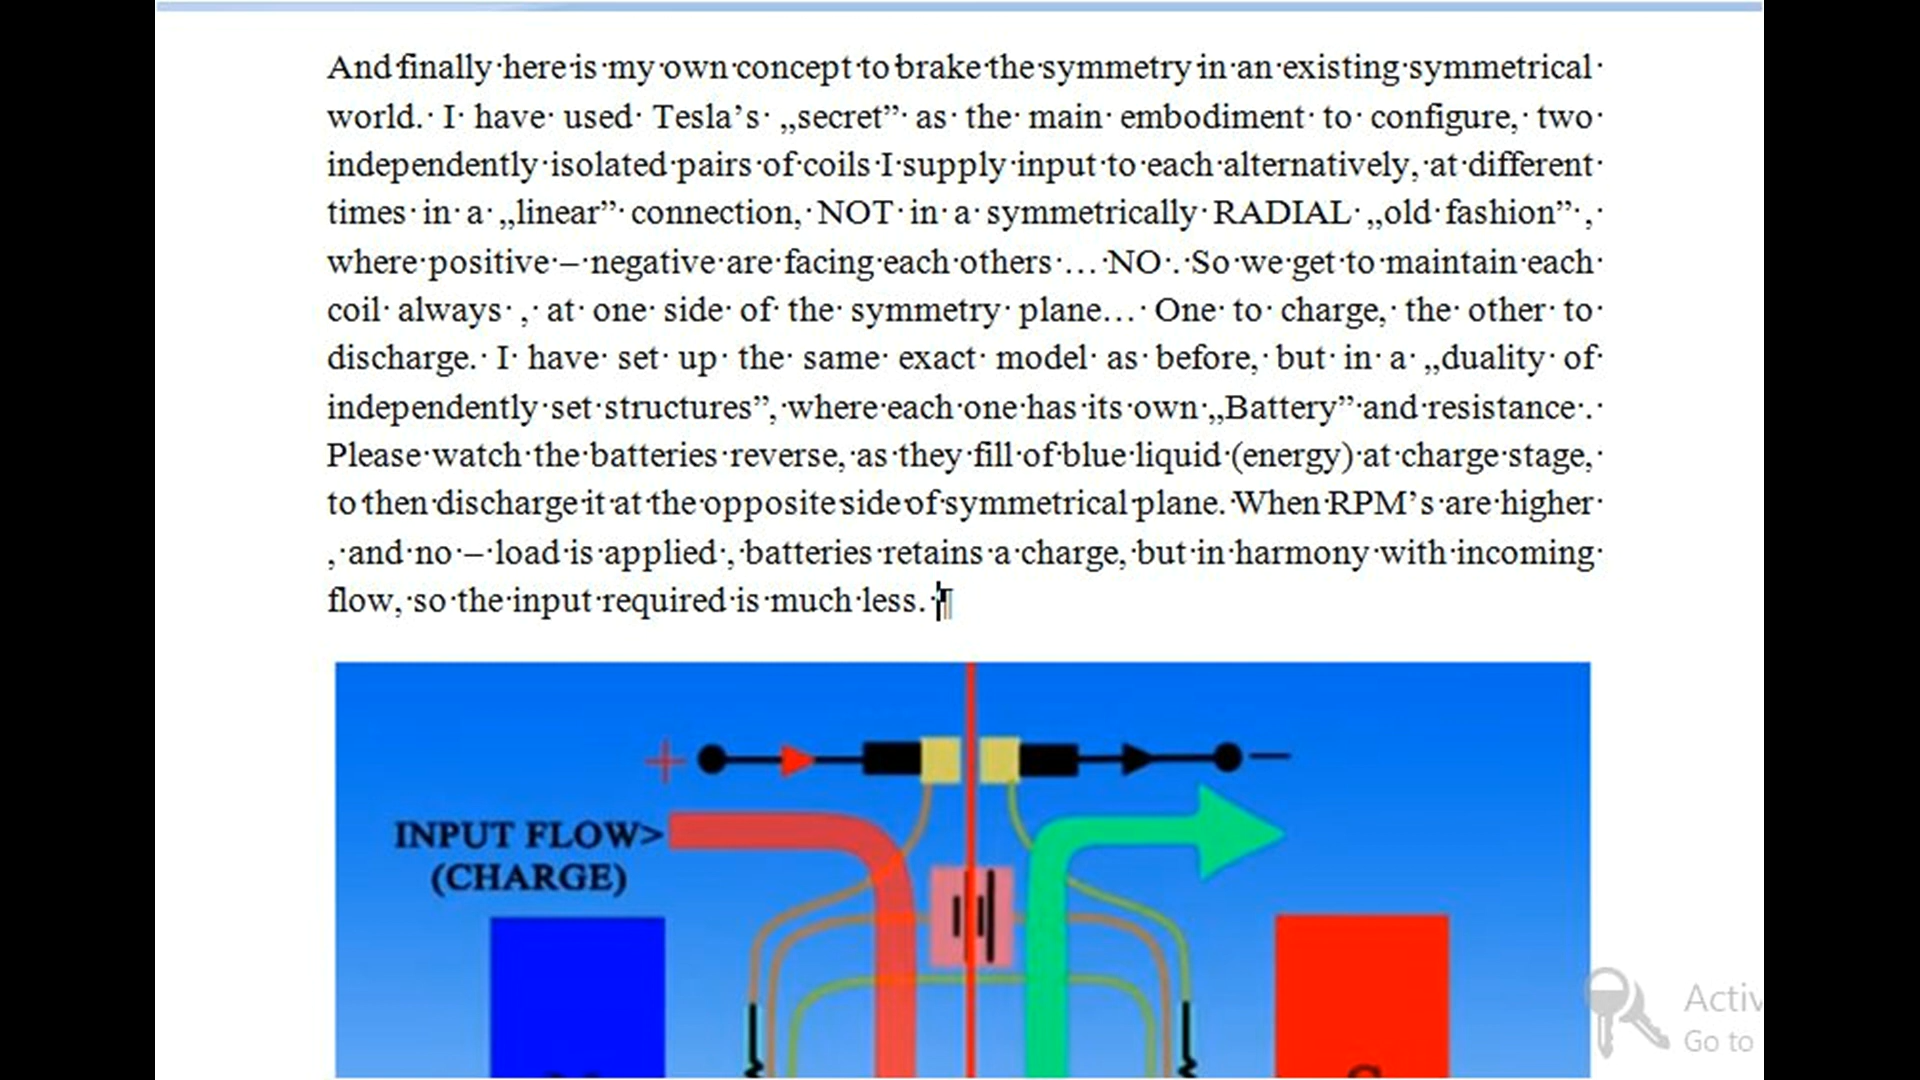 And finally here is my own concept to brake the symmetry in an existing symmetrical
world. I have used Tesla’s „secret” as the main embodiment to configure, two
independently isolated pairs of coils I supply input to each alternatively, at different
times in a „linear” connection, NOT in a symmetrically RADIAL „old fashion” ,
where positive – negative are facing each others … NO . So we get to maintain each
coil always , at one side of the symmetry plane… One to charge, the other to
discharge. I have set up the same exact model as before, but in a „duality of
independently set structures”, where each one has its own „Battery” and resistance .
Please watch the batteries reverse, as they fill of blue liquid (energy) at charge stage,
to then discharge it at the opposite side of symmetrical plane. When RPM’s are higher
, and no – load is applied , batteries retains a charge, but in harmony with incoming
flow, so the input required is much less. ¶
+ −
INPUT FLOW>
(CHARGE)
Activ
Go to